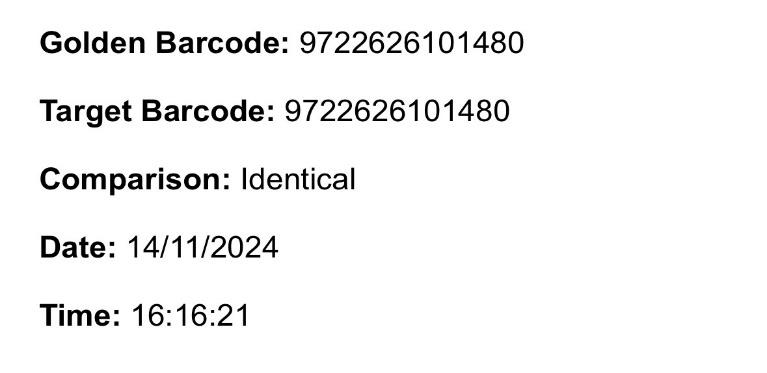 Golden Barcode: 9722626101480
Target Barcode: 9722626101480
Comparison: Identical
Date: 14/11/2024
Time: 16:16:21